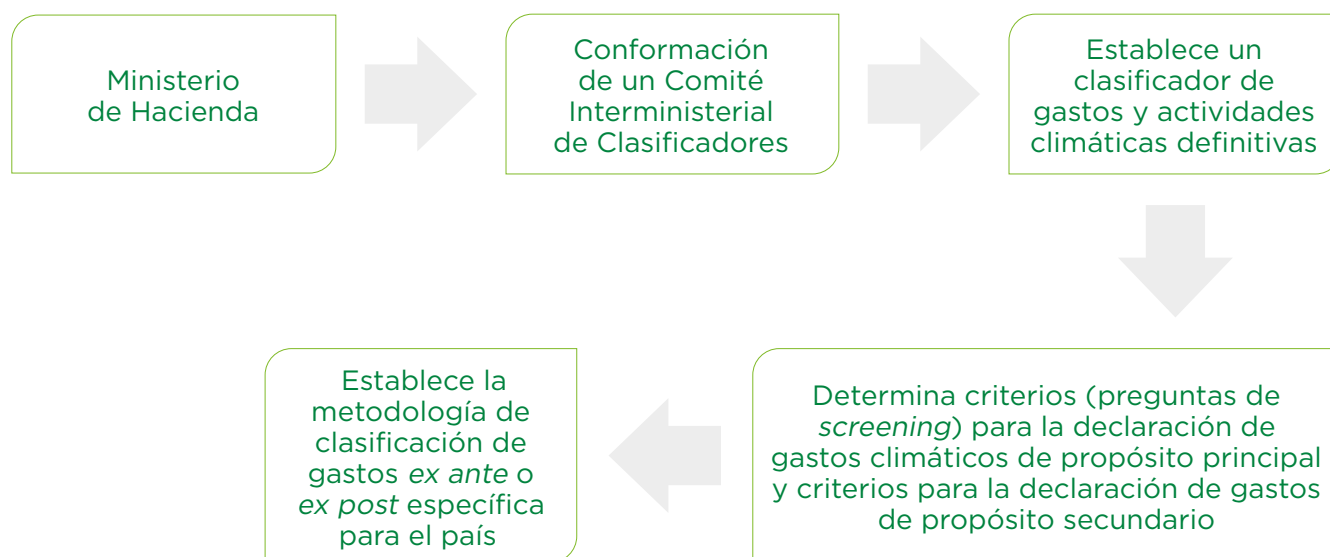 Ministerio
de Hacienda
Conformación
de un Comité
Interministerial
de Clasificadores
Establece un
clasificador de
gastos y actividades
climáticas definitivas
Determina criterios (preguntas de
screening) para la declaración de
gastos climáticos de propósito principal
y criterios para la declaración de gastos
de propósito secundario
Establece la
metodología de
clasificación de
gastos ex ante o
ex post específica
para el país